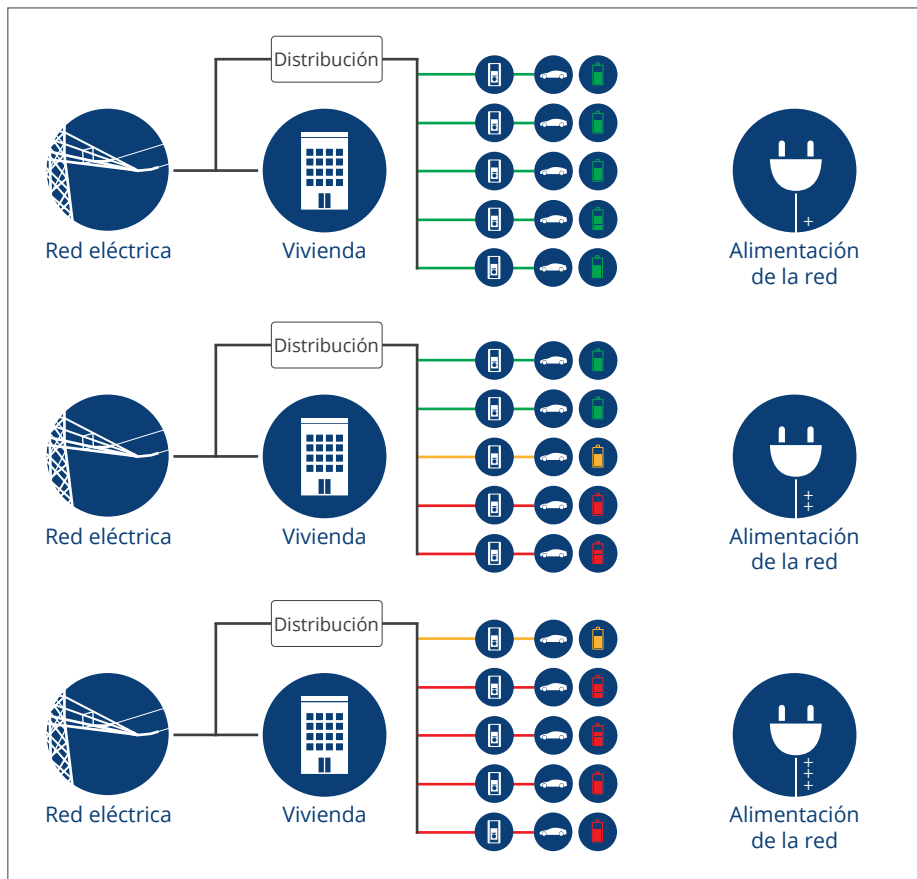 Distribución
Red eléctrica
Vivienda
+
Alimentación
de la red
Distribución
Red eléctrica
Vivienda
+
+
Alimentación
de la red
Distribución
Red eléctrica
Vivienda
+
+
+
Alimentación
de la red